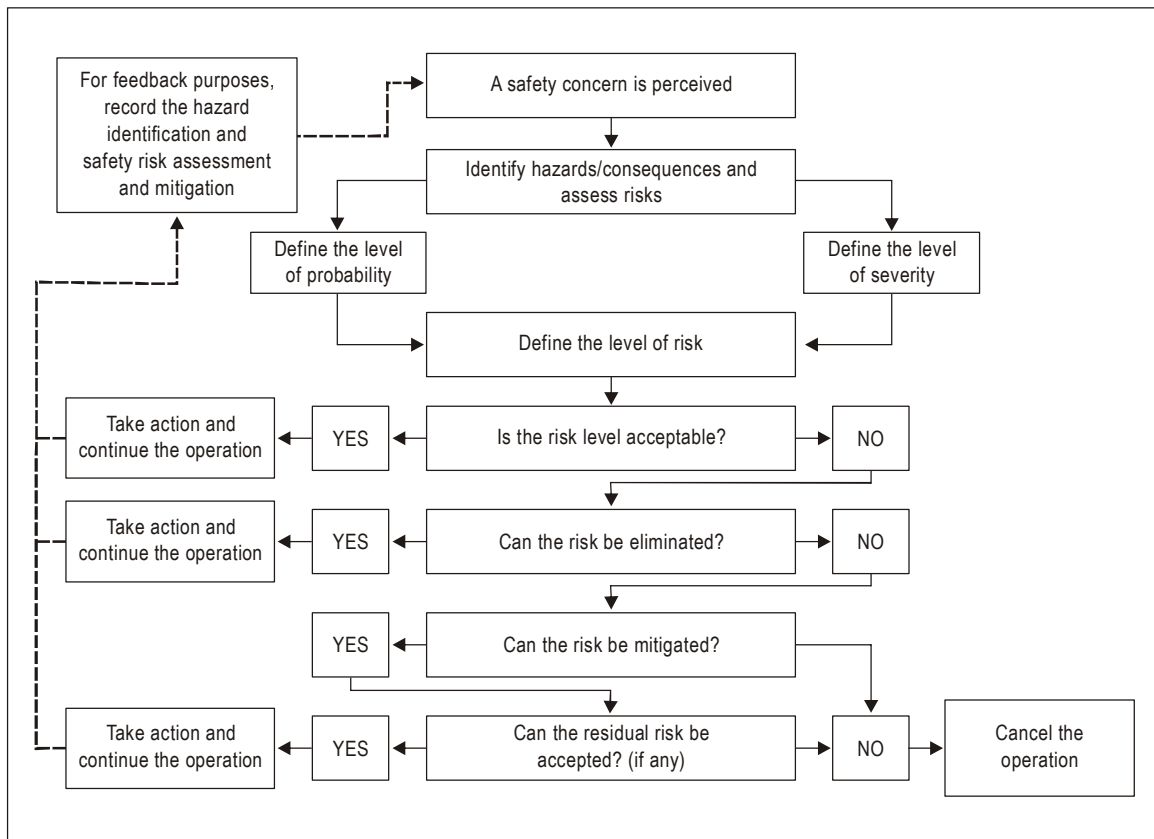 For feedback purposes,
record the hazard
identification and
safety risk assessment
and mitigation
A safety concern is perceived
Identify hazards/consequences and
assess risks
Define the level
of probability
Define the level
of severity
Define the level of risk
Take action and
continue the operation
YES
Is the risk level acceptable?
NO
Take action and
continue the operation
YES
Can the risk be eliminated?
NO
YES
Can the risk be mitigated?
Take action and
continue the operation
YES
Can the residual risk be
accepted? (if any)
NO
Cancel the
operation